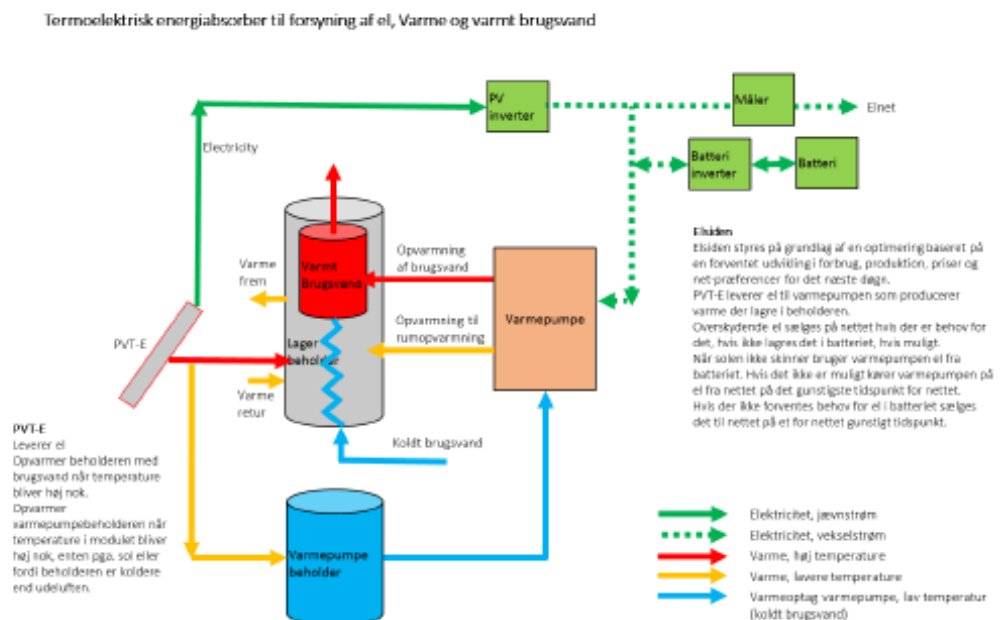 Termoelektrisk energiabsorber til forsyning af el, Varme og varmt brugsvand
PV
inverter
Måler
Elnet
Electricity
Batteri
inverter
Batteri
Varmt
Brugsvand
Opvarmning
af brugsvand
Varme
frem
Varmepumpe
Opvarmning til
rumopvarmning
PVT-E
Lager
beholder
Varme
retur
Koldt brugsvand
Varmepumpe
beholder
Elsiden
Elsiden styres på grundlag af en optimering baseret på
en forventet udvikling i forbrug, produktion, priser og
net-præferencer for det næste døgn.
PVT-E leverer el til varmepumpen som producerer
varme der lagre i beholderen.
Overskydende el sælges på nettet hvis der er behov for
det, hvis ikke lagres det i batteriet, hvis muligt.
Når solen ikke skinner bruger varmepumpen el fra
batteriet. Hvis det ikke er muligt kører varmepumpen på
el fra nettet på det gunstigste tidspunkt for nettet.
Hvis der ikke forventes behov for el i batteriet sælges
det til nettet på et for nettet gunstigt tidspunkt.
PVT-E
Leverer el
Opvarmer beholderen med
brugsvand når temperature
bliver høj nok.
Opvarmer
varmepumpebeholderen når
temperature i modulet bliver
høj nok, enten pga. sol eller
fordi beholderen er koldere
end udeluften.
Elektricitet, jævnstrøm
Elektricitet, vekselstrøm
Varme, høj temperature
Varme, lavere temperature
Varmeoptag varmepumpe, lav temperatur
(koldt brugsvand)